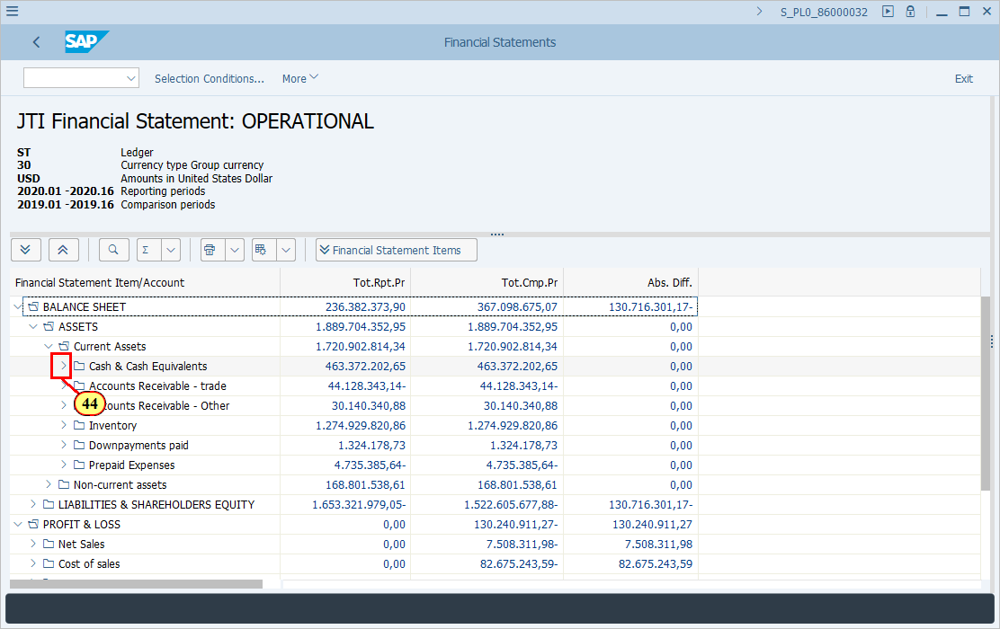 S_PL0_86000032
SAP Financial Statements
Selection Conditions... More Exit
JTI Financial Statement: OPERATIONAL
ST Ledger
30 Currency type Group currency
USD Amounts in United States Dollar
2020.01 -2020.16 Reporting periods
2019.01 -2019.16 Comparison periods
Σ Financial Statement Items
Financial Statement Item/Account Tot.Rpt.Pr Tot.Cmp.Pr Abs. Diff.
BALANCE SHEET 236.382.373,90 367.098.675,07 130.716.301,17-
ASSETS 1.889.704.352,95 1.889.704.352,95 0,00
Current Assets 1.720.902.814,34 1.720.902.814,34 0,00
Cash & Cash Equivalents 463.372.202,65 463.372.202,65 0,00
Accounts Receivable - trade 44.128.343,14- 44.128.343,14- 0,00
44 ounts Receivable - Other 30.140.340,88 30.140.340,88 0,00
Inventory 1.274.929.820,86 1.274.929.820,86 0,00
Downpayments paid 1.324.178,73 1.324.178,73 0,00
Prepaid Expenses 4.735.385,64- 4.735.385,64- 0,00
Non-current assets 168.801.538,61 168.801.538,61 0,00
LIABILITIES & SHAREHOLDERS EQUITY 1.653.321.979,05- 1.522.605.677,88- 130.716.301,17-
PROFIT & LOSS 0,00 130.240.911,27- 130.240.911,27
Net Sales 0,00 7.508.311,98- 7.508.311,98
Cost of sales 0,00 82.675.243,59- 82.675.243,59